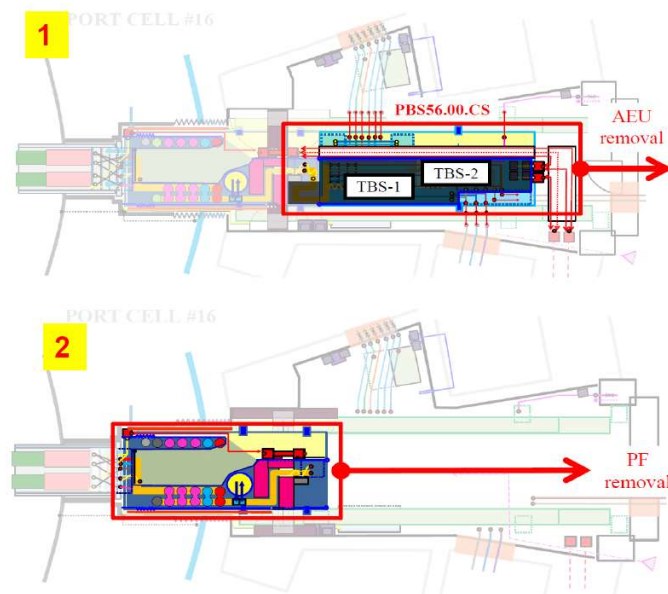 PORT CELL #16
1
PBS56.00.CS
AEU
removal
TBS-1
TBS-2
PORT CELL #16
2
PF
removal